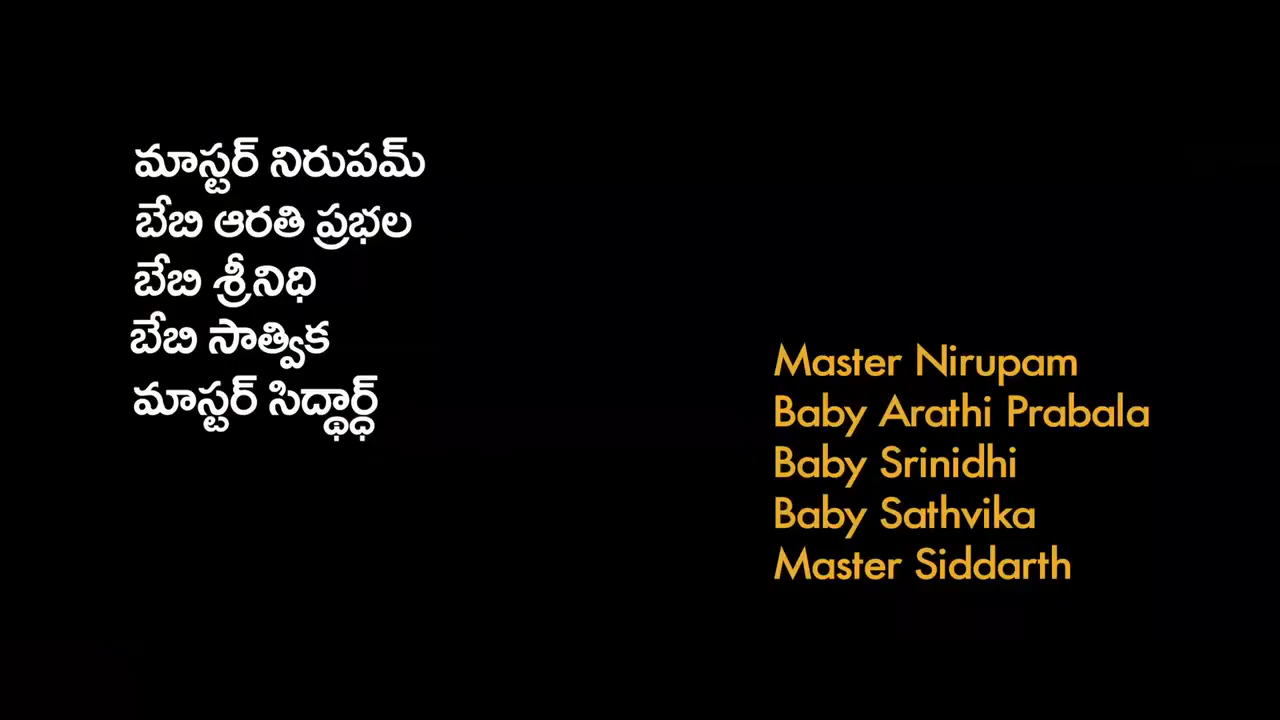 మాస్టర్ నిరుపమ్
బేబి ఆరతి ప్రభల
బేబి శ్రీనిధి
బేబి సాత్విక
మాస్టర్ సిద్ధార్ధ్
Master Nirupam
Baby Arathi Prabala
Baby Srinidhi
Baby Sathvika
Master Siddarth